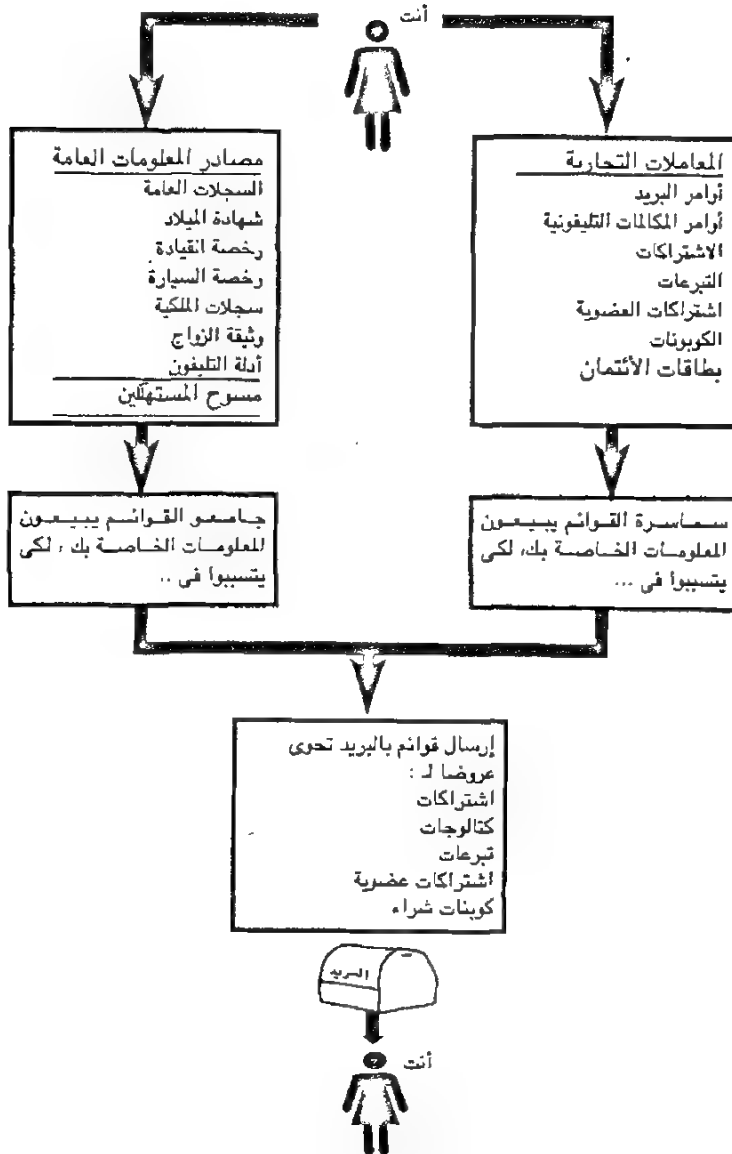 أنت
المعاملات التجارية
أوامر البريد
أوامر المكالمات التليفونية
الاشتراكات
التبرعات
اشتراكات العضوية
الكوبونات
بطاقات الأئتمان
مصادر المعلومات العامة
السجلات العامة
شهادة الميلاد
رخصة القيادة
رخصة السيارة
سجلات الملكية
وثيقة الزواج
أدلة التليفون
مسوح المستهلكين
سماسرة القوائم يبيعون
المعلومات الخاصة بك، لكى
يتسببوا فى ...
جامعو القوائم يبيعون
المعلومات الخاصة بك ، لكى
يتسببوا فى ..
إرسال قوائم بالبريد تحوى
عروضا لـ :
اشتراكات
كتالوجات
تبرعات
اشتراكات عضوية
كوبنات شراء
البريد
أنت